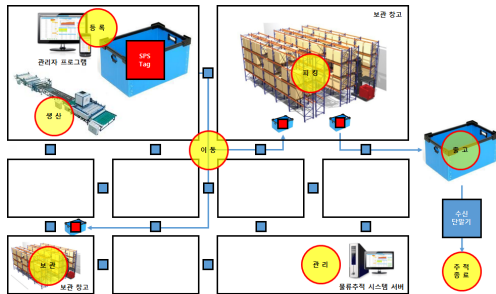 등 록
관리자 프로그램
SPS
Tag
생 산
보관 창고
피 킹
이 동
출 고
수신
단말기
추 적
종 료
보 관
보관 창고
관 리
물류추적 시스템 서버